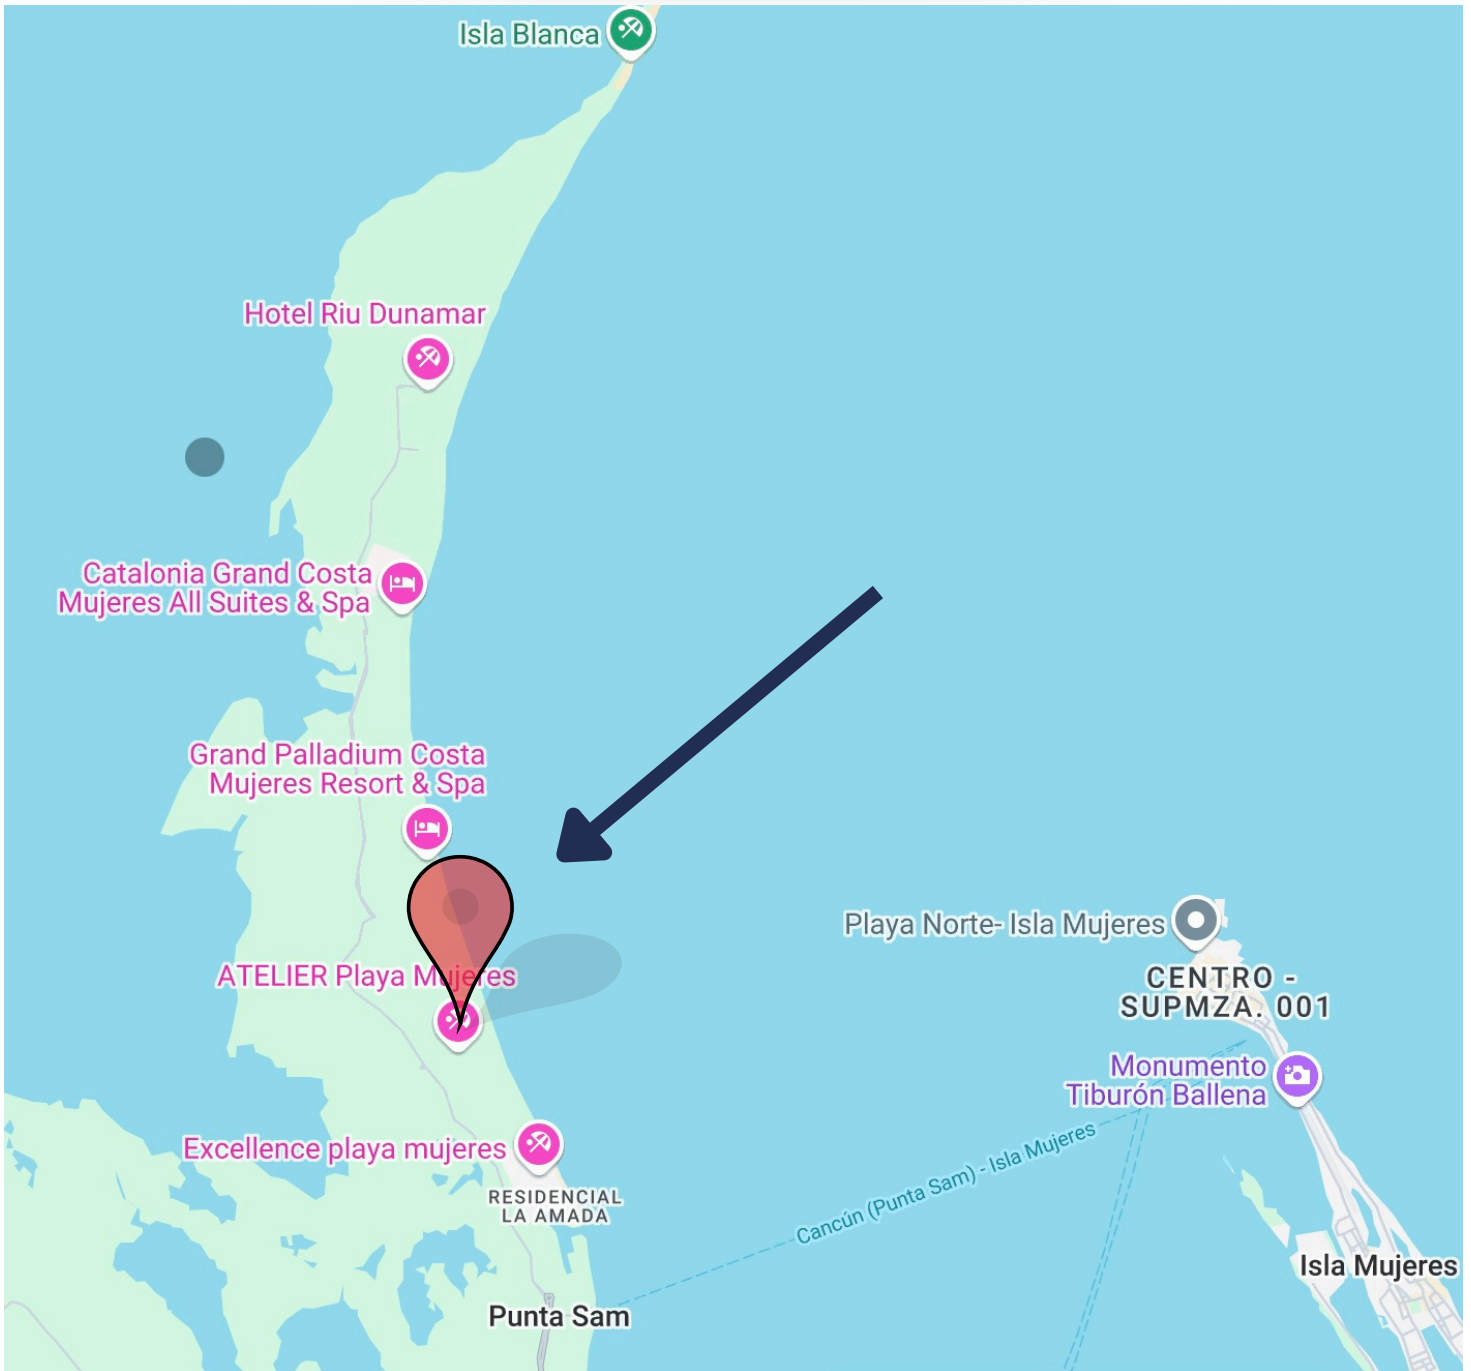 Isla Blanca
Hotel Riu Dunamar
Catalonia Grand Costa
Mujeres All Suites & Spa
Grand Palladium Costa
Mujeres Resort & Spa
Playa Norte- Isla Mujeres
ATELIER Playa Mujeres
CENTRO -
SUPMZA. 001
Monumento
Tiburón Ballena
Excellence playa mujeres
Cancún (Punta Sam) - Isla Mujeres
RESIDENCIAL
LA AMADA
Isla Mujeres
Punta Sam